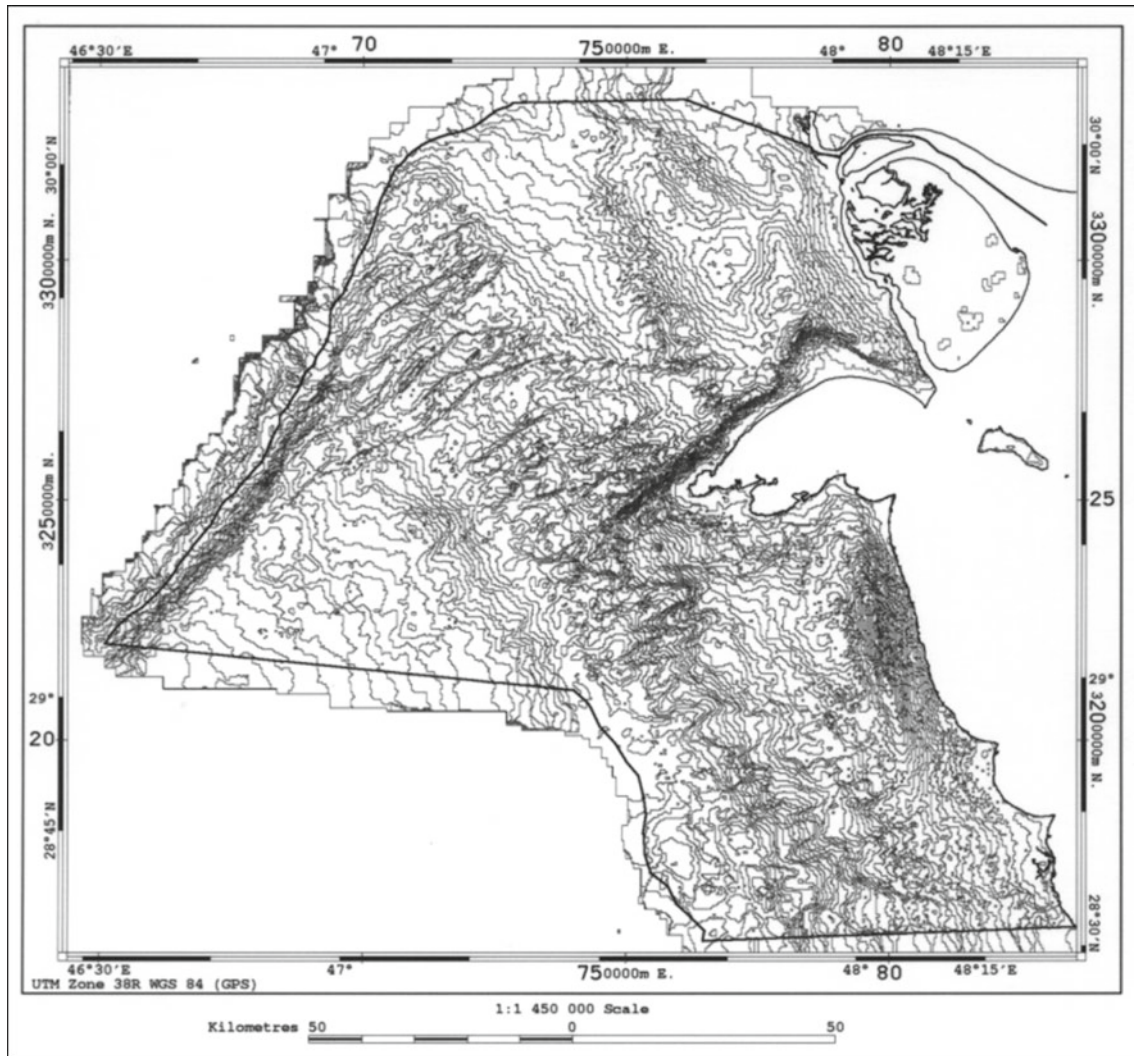 46°30′E 47° 70 750000m E. 48° 80 48°15′E
30°00′N 30°00′N
3300000m N. 3300000m N.
3250000m N. 25
29° 29°
20 3200000m N.
28°45′N
28°30′N
46°30′E 47° 750000m E. 48° 80 48°15′E
UTM Zone 38R WGS 84 (GPS)
1:1 450 000 Scale
Kilometres 50 0 50